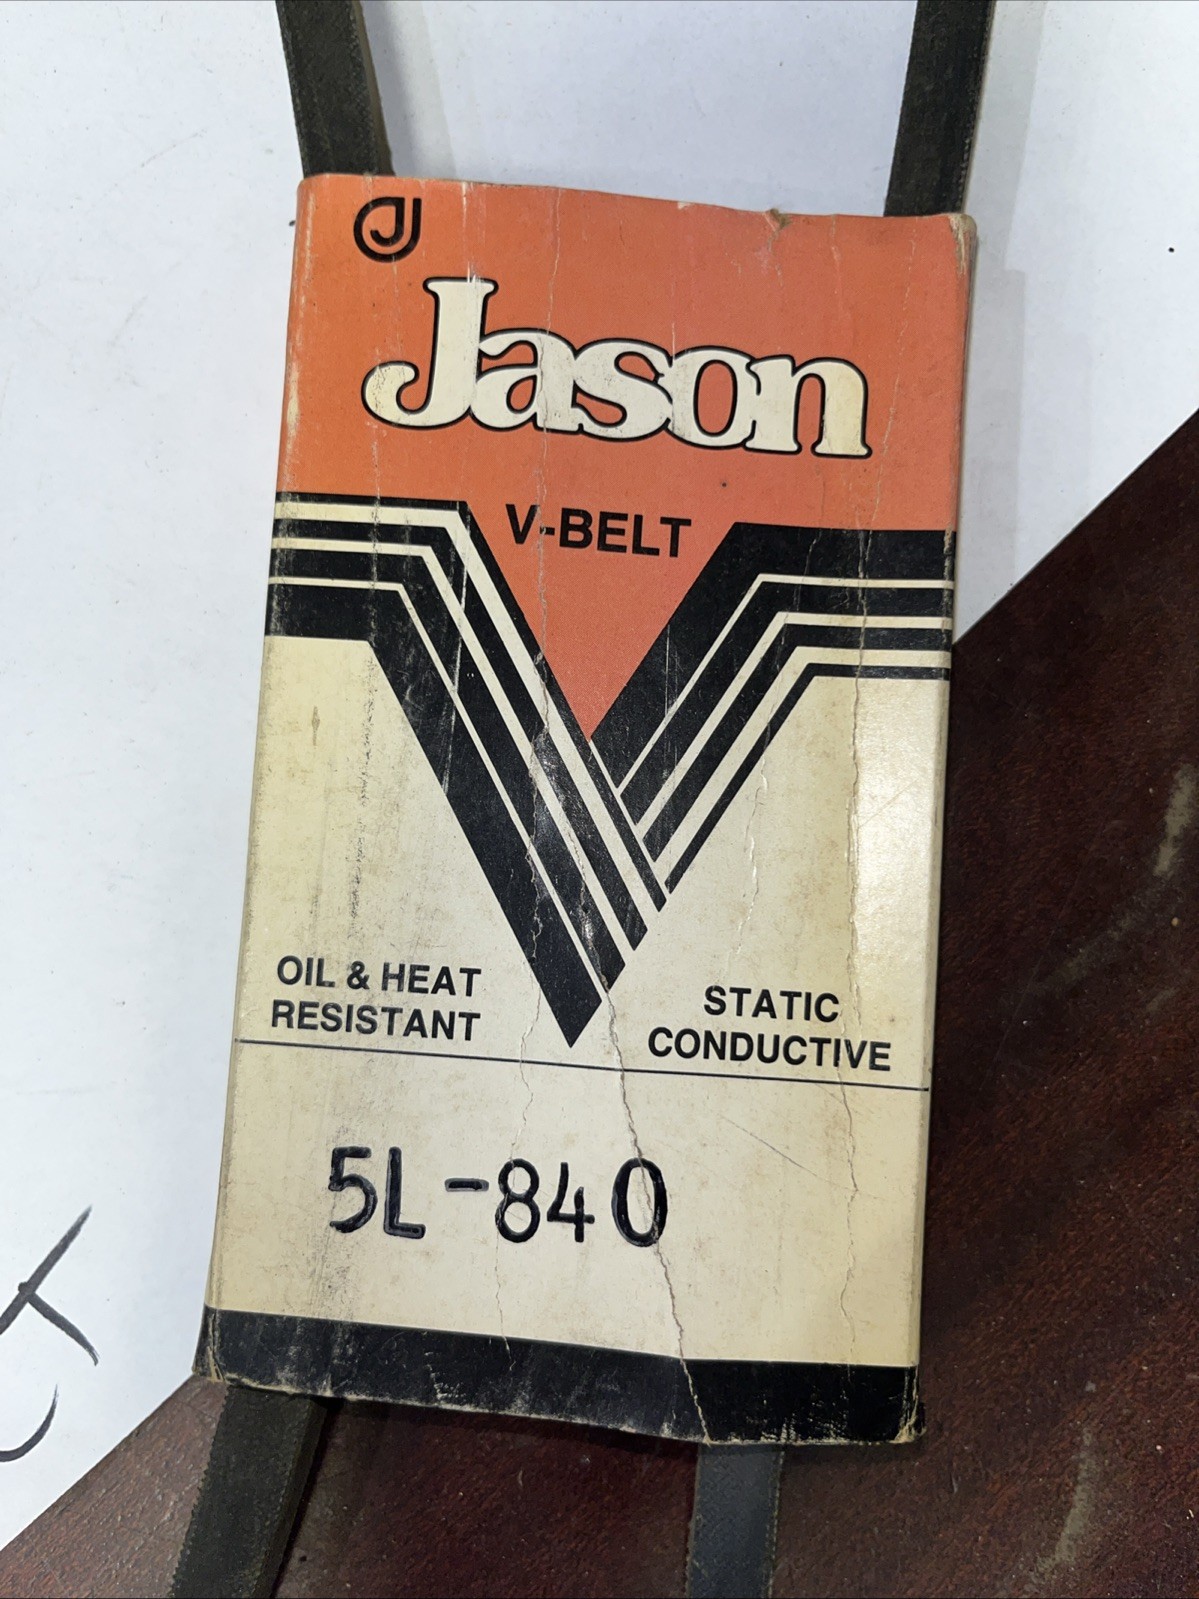 J
Jason
V-BELT
OIL & HEAT
RESISTANT
STATIC
CONDUCTIVE
5L-840